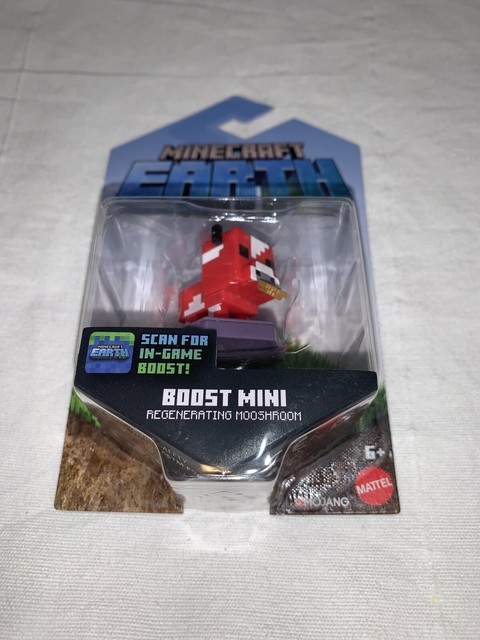 MINECRAFT
EARTH
MINECRAFT
EARTH
SCAN FOR
IN-GAME
BOOST!
BOOST MINI
REGENERATING MOOSHROOM
6+
MOJANG
MATTEL